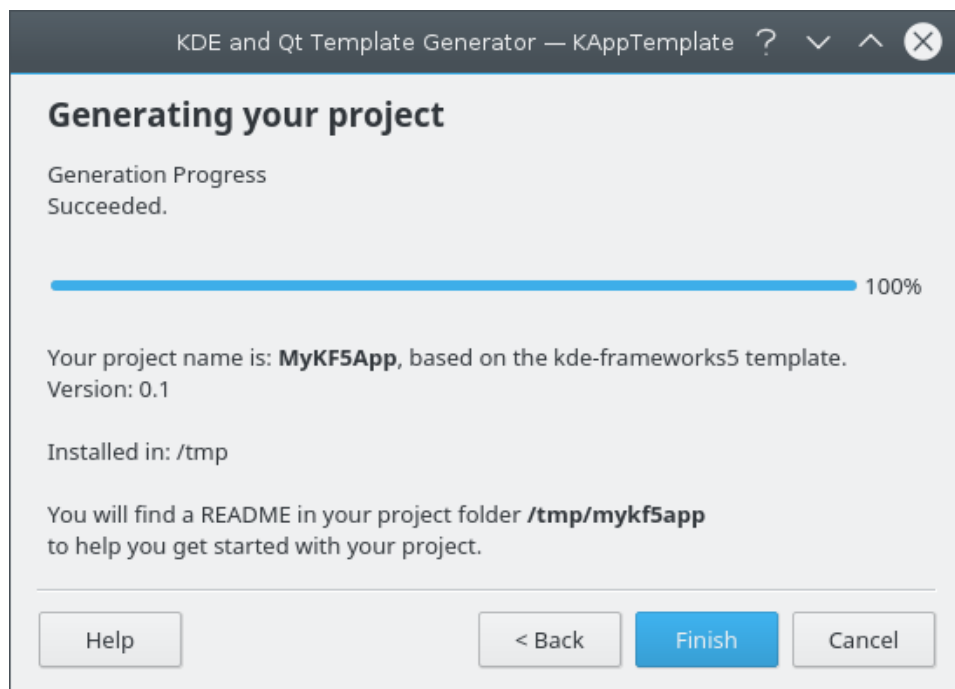 KDE and Qt Template Generator — KAppTemplate ?
Generating your project
Generation Progress
Succeeded.
100%
Your project name is: MyKF5App, based on the kde-frameworks5 template.
Version: 0.1
Installed in: /tmp
You will find a README in your project folder /tmp/mykf5app
to help you get started with your project.
Help
< Back
Finish
Cancel